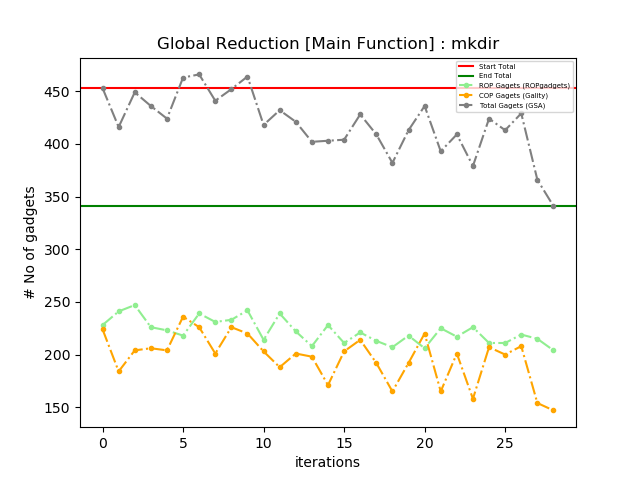 Global Reduction [Main Function] : mkdir
Start Total
End Total
ROP Gagets (ROPgadgets)
COP Gagets (Gality)
Total Gagets (GSA)
# No of gadgets
450
400
350
300
250
200
150
0 5 10 15 20 25
iterations